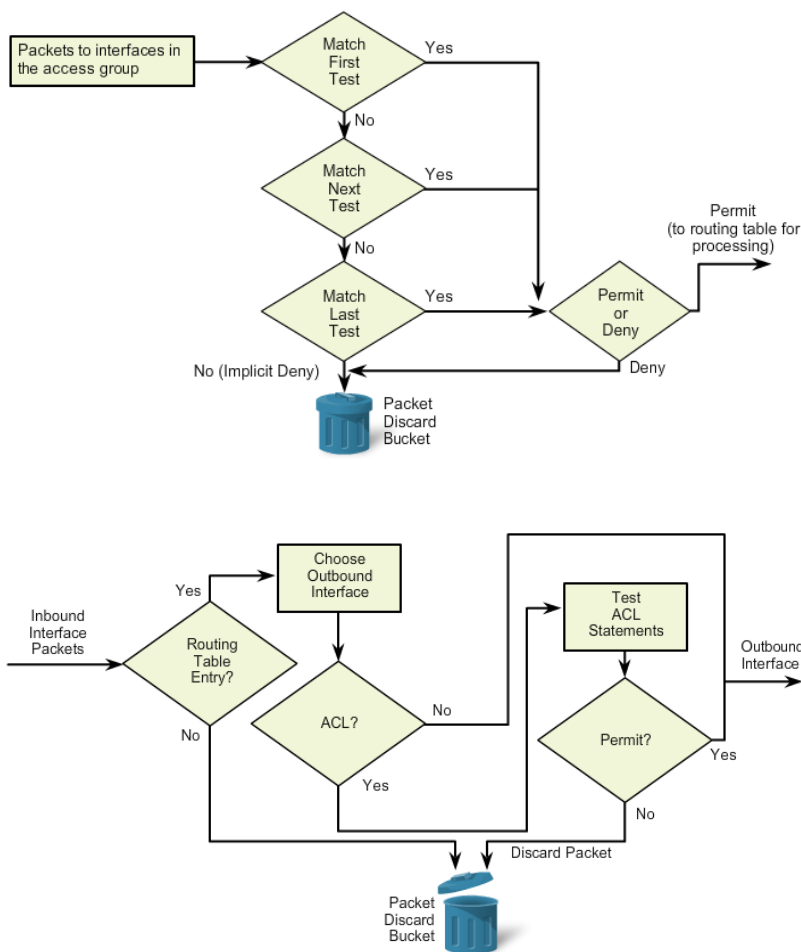 Packets to interfaces in
the access group
Match
First
Test
Yes
No
Match
Next
Test
Yes
No
Match
Last
Test
Yes
Permit
or
Deny
Permit
(to routing table for
processing)
No (Implicit Deny)
Deny
Packet
Discard
Bucket
Inbound
Interface
Packets
Routing
Table
Entry?
Yes
No
Choose
Outbound
Interface
ACL?
No
Yes
Test
ACL
Statements
Permit?
Yes
No
Outbound
Interface
Discard Packet
Packet
Discard
Bucket